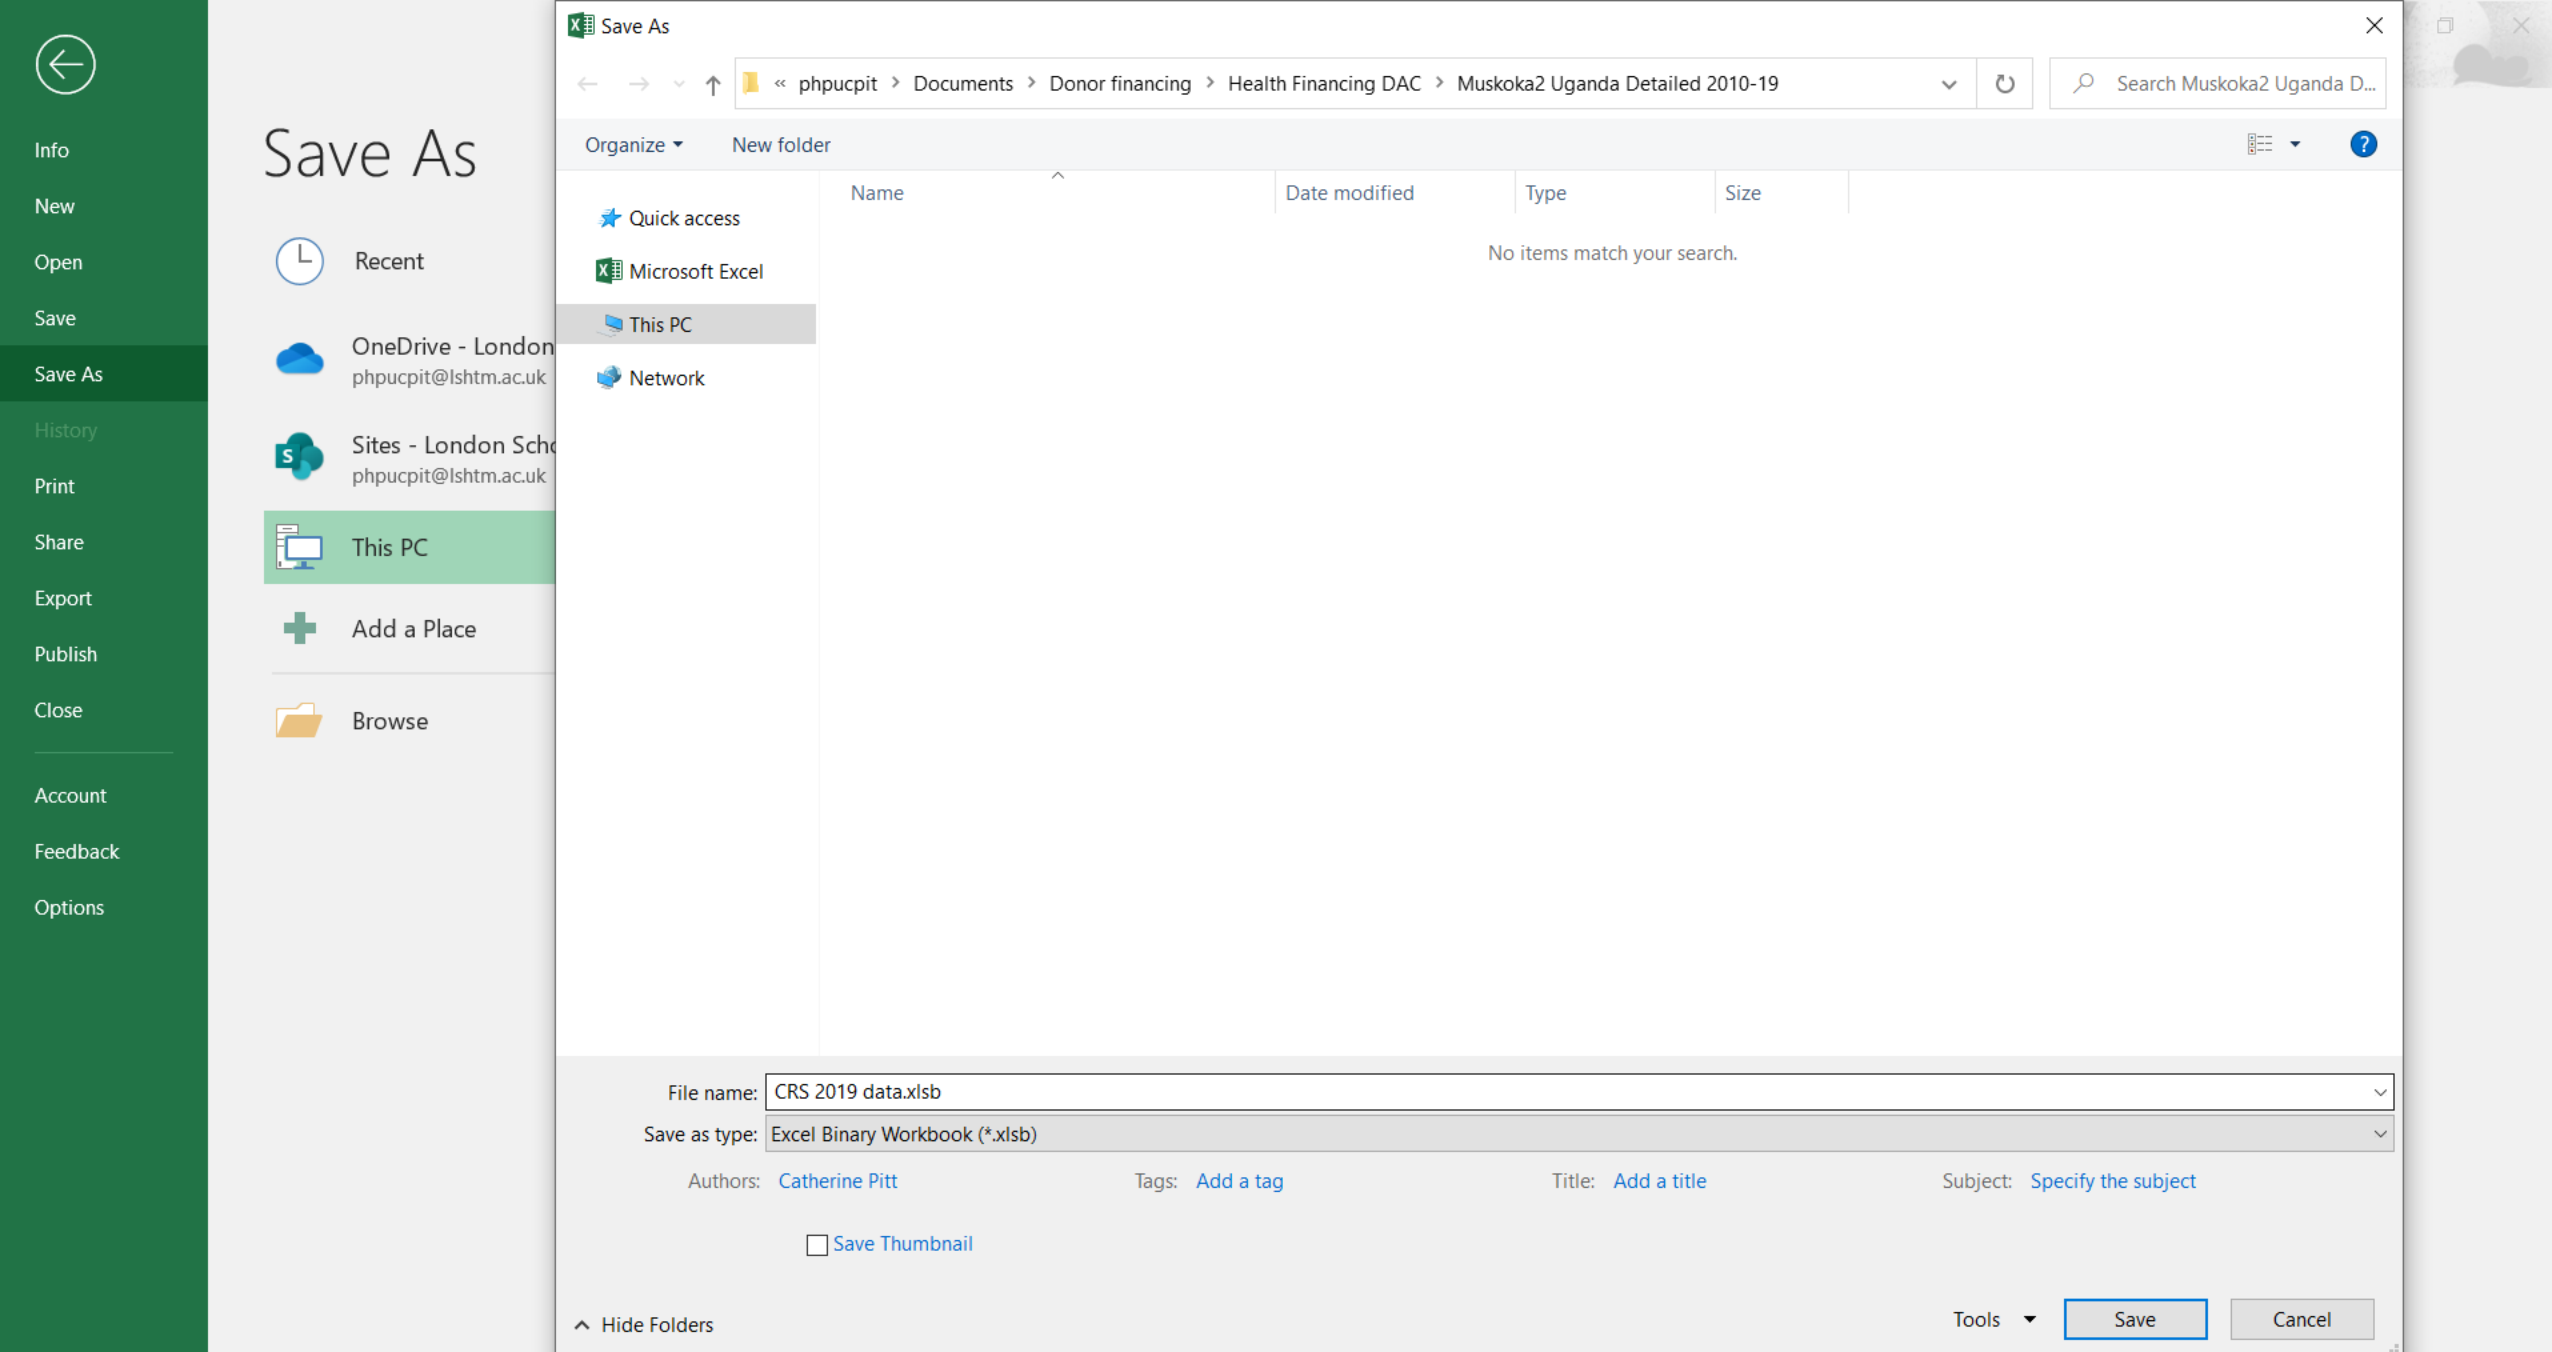 Info
New
Open
Save
Save As
History
Print
Share
Export
Publish
Close
Account
Feedback
Options
Save As
Recent
OneDrive - London
phpucpit@lshtm.ac.uk
Sites - London Scho
phpucpit@lshtm.ac.uk
This PC
Add a Place
Browse
Save As
« phpucpit > Documents > Donor financing > Health Financing DAC > Muskoka2 Uganda Detailed 2010-19
Search Muskoka2 Uganda D...
Organize
New folder
Quick access
Microsoft Excel
This PC
Network
Name
Date modified
Type
Size
No items match your search.
File name: CRS 2019 data.xlsb
Save as type: Excel Binary Workbook (*.xlsb)
Authors: Catherine Pitt
Tags: Add a tag
Title: Add a title
Subject: Specify the subject
Save Thumbnail
Hide Folders
Tools
Save
Cancel